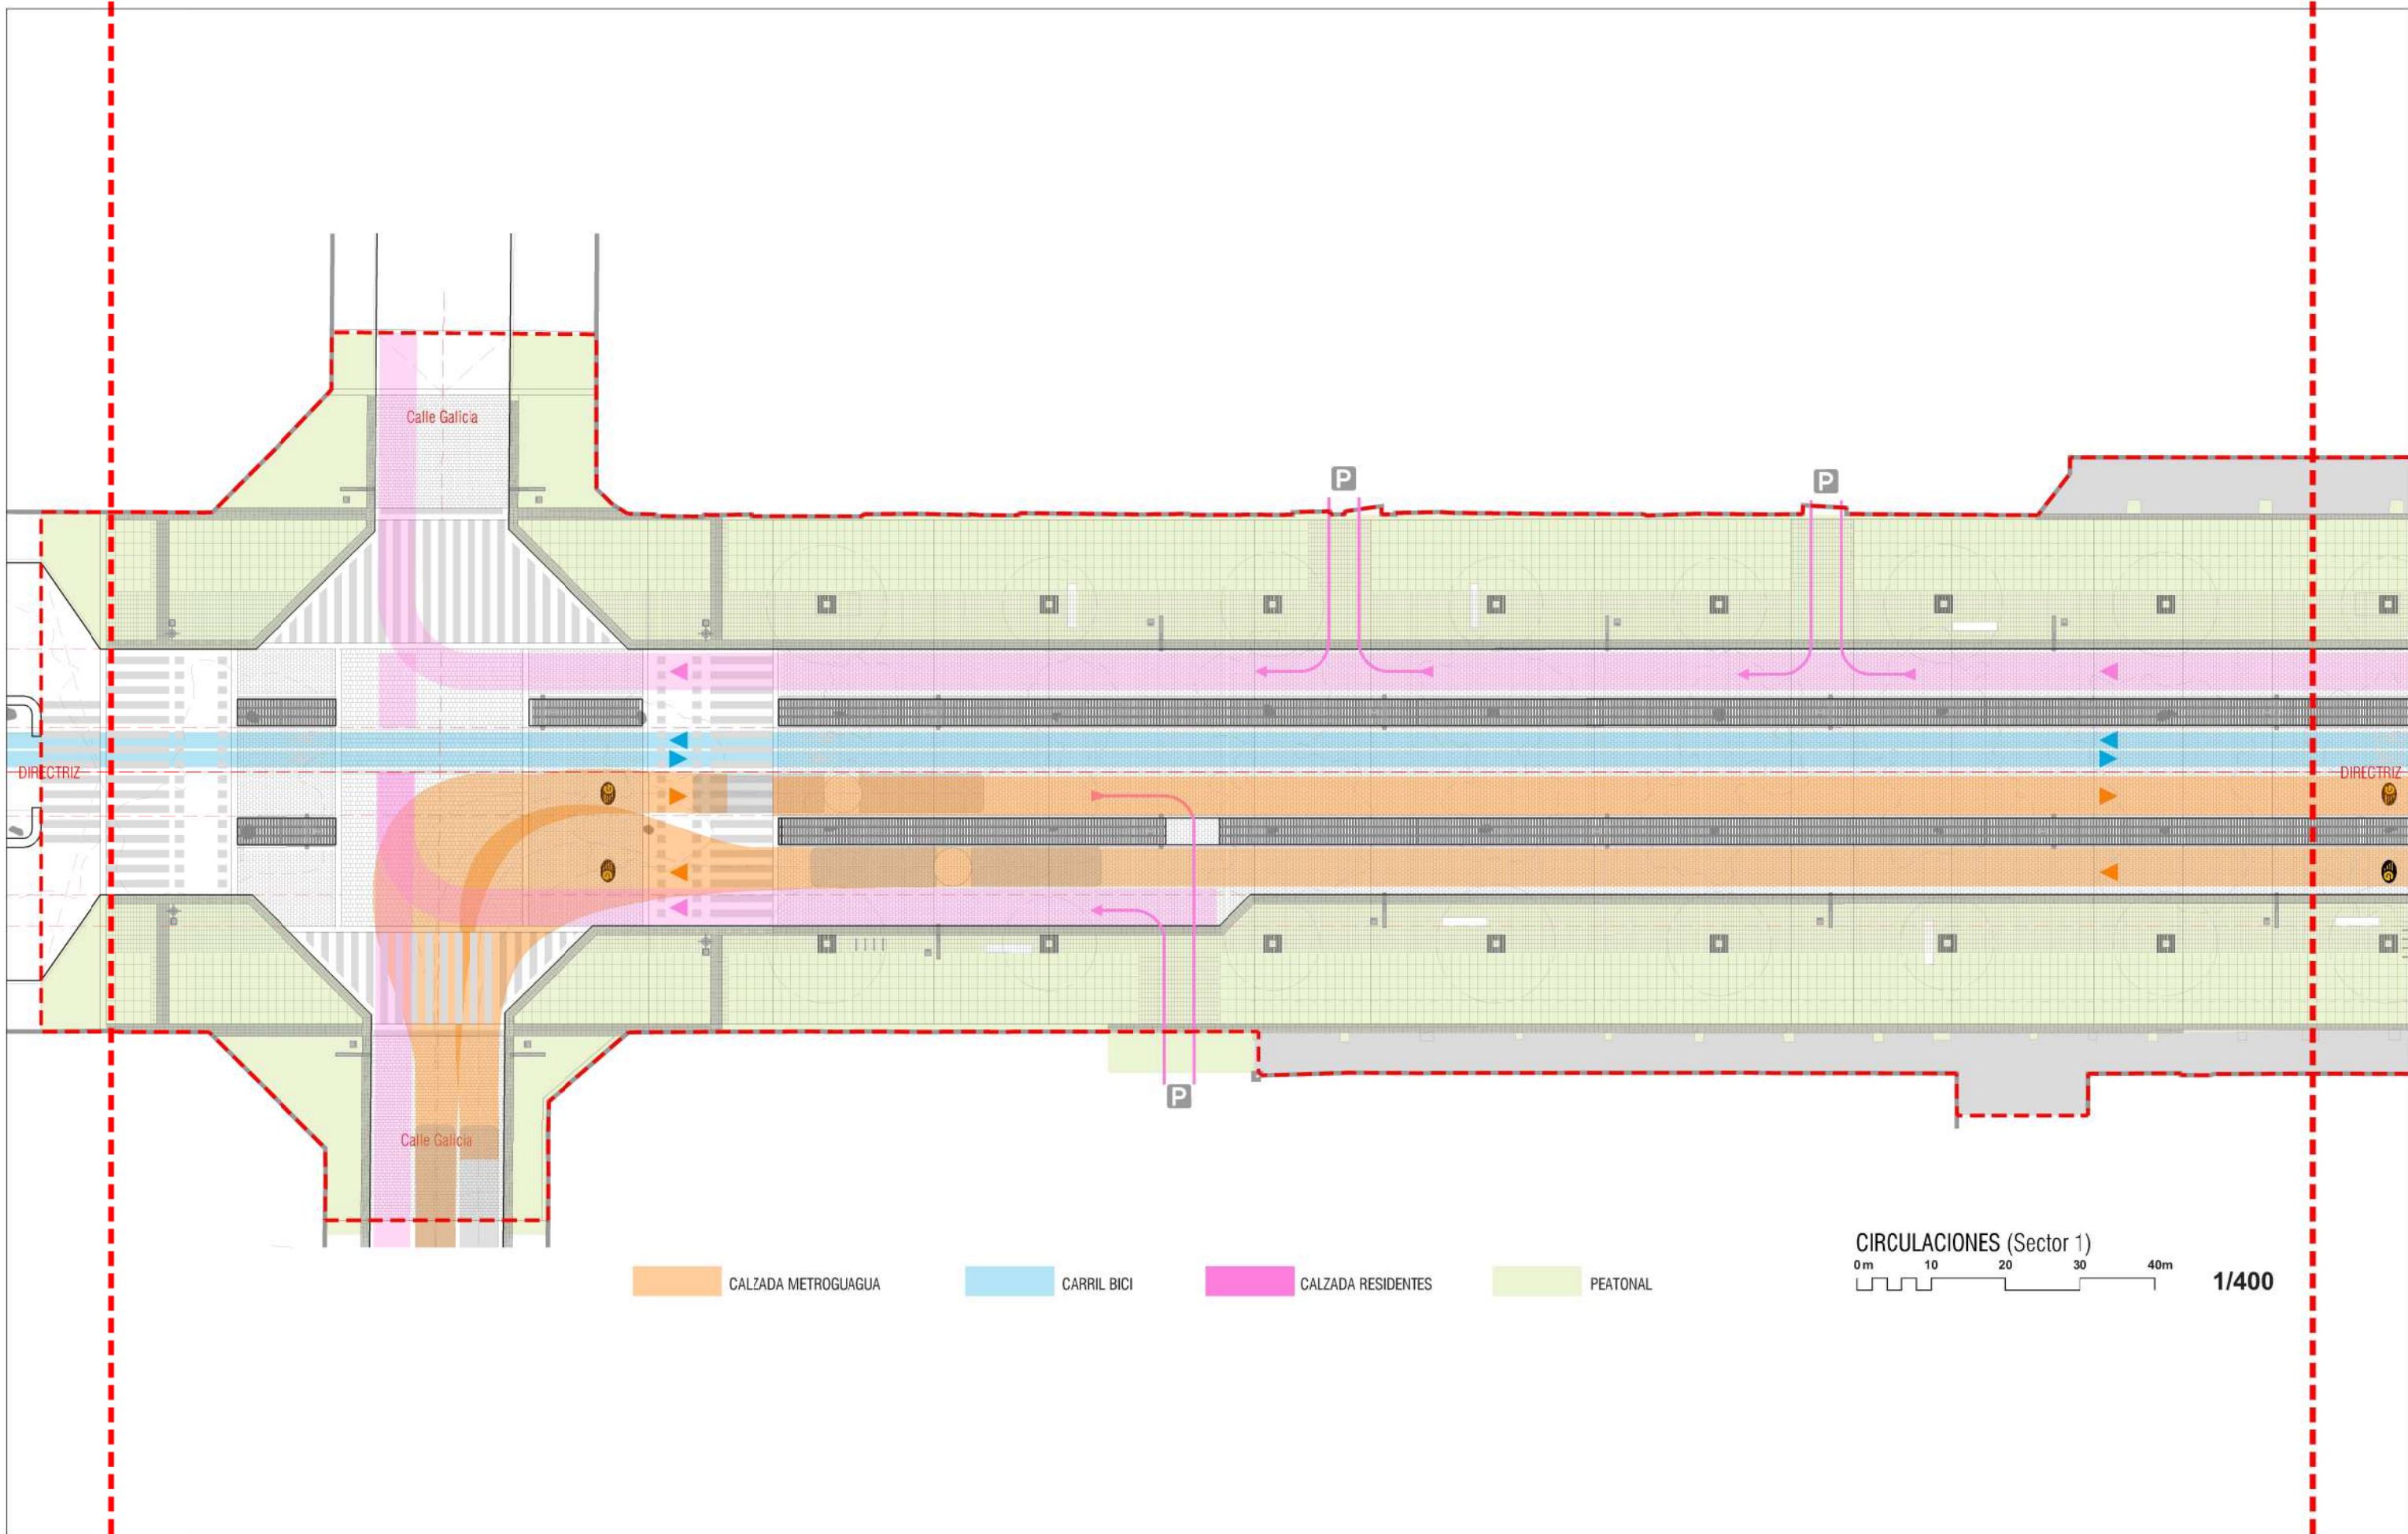 P
P
Calle Galicia
DIRECTRIZ
DIRECTRIZ
P
Calle Galicia
CALZADA METROGUAGUA
CARRIL BICI
CALZADA RESIDENTES
PEATONAL
CIRCULACIONES (Sector 1)
0 m 10 20 30 40m
1/400